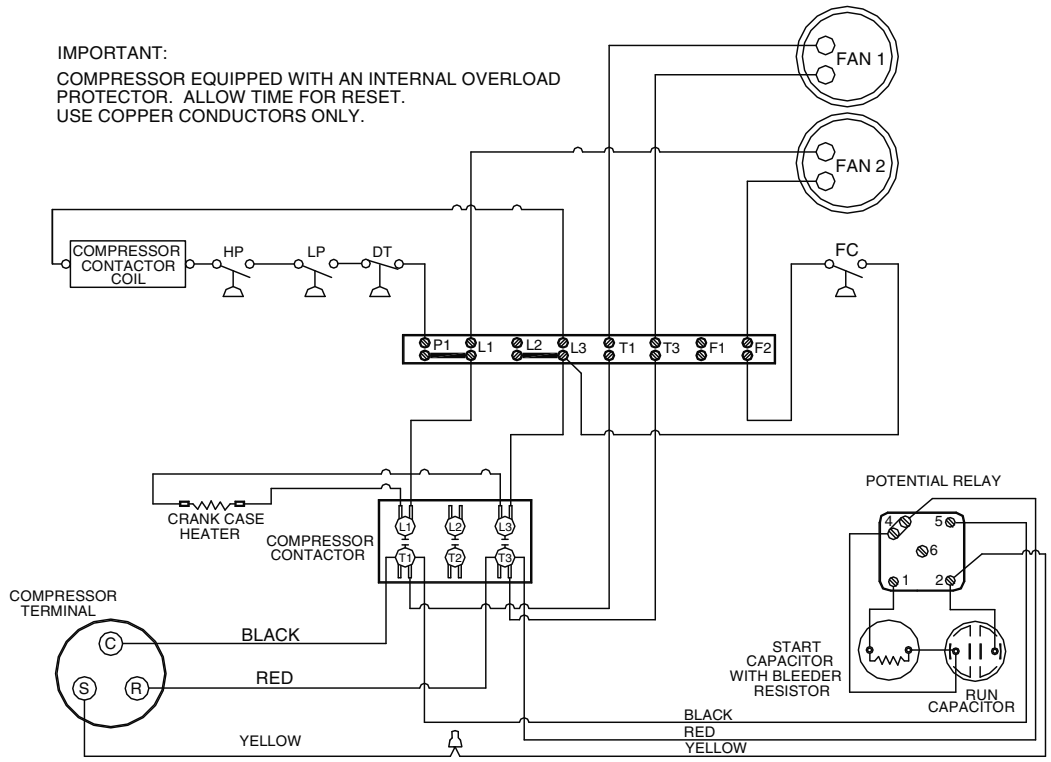 IMPORTANT:
COMPRESSOR EQUIPPED WITH AN INTERNAL OVERLOAD
PROTECTOR.  ALLOW TIME FOR RESET.
USE COPPER CONDUCTORS ONLY.
FAN 1
FAN 2
COMPRESSOR
CONTACTOR
COIL
HP
LP
DT
FC
P1
L1
L2
L3
T1
T3
F1
F2
CRANK CASE
HEATER
COMPRESSOR
CONTACTOR
L1
L2
L3
T1
T2
T3
POTENTIAL RELAY
4
5
6
1
2
COMPRESSOR
TERMINAL
C
S
R
BLACK
RED
YELLOW
START
CAPACITOR
WITH BLEEDER
RESISTOR
RUN
CAPACITOR
BLACK
RED
YELLOW